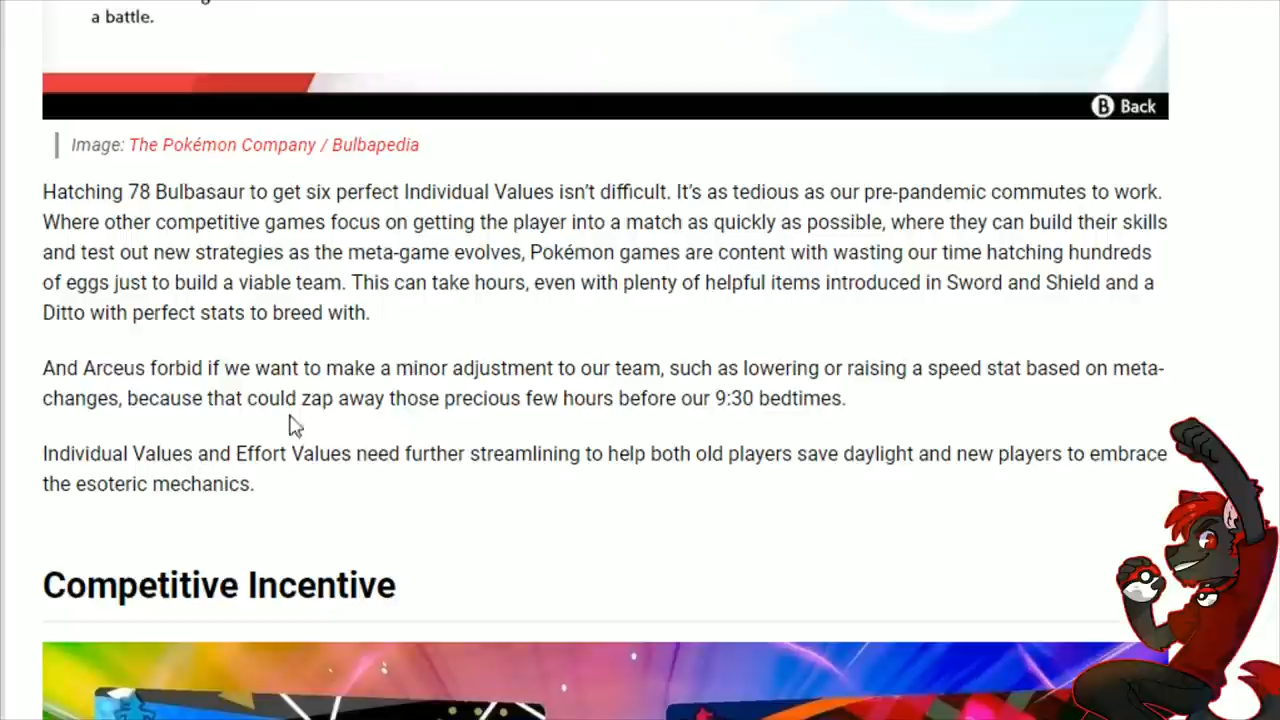 a battle.
B Back
Image: The Pokémon Company / Bulbapedia
Hatching 78 Bulbasaur to get six perfect Individual Values isn’t difficult. It’s as tedious as our pre-pandemic commutes to work.
Where other competitive games focus on getting the player into a match as quickly as possible, where they can build their skills
and test out new strategies as the meta-game evolves, Pokémon games are content with wasting our time hatching hundreds
of eggs just to build a viable team. This can take hours, even with plenty of helpful items introduced in Sword and Shield and a
Ditto with perfect stats to breed with.
And Arceus forbid if we want to make a minor adjustment to our team, such as lowering or raising a speed stat based on meta-
changes, because that could zap away those precious few hours before our 9:30 bedtimes.
Individual Values and Effort Values need further streamlining to help both old players save daylight and new players to embrace
the esoteric mechanics.
Competitive Incentive